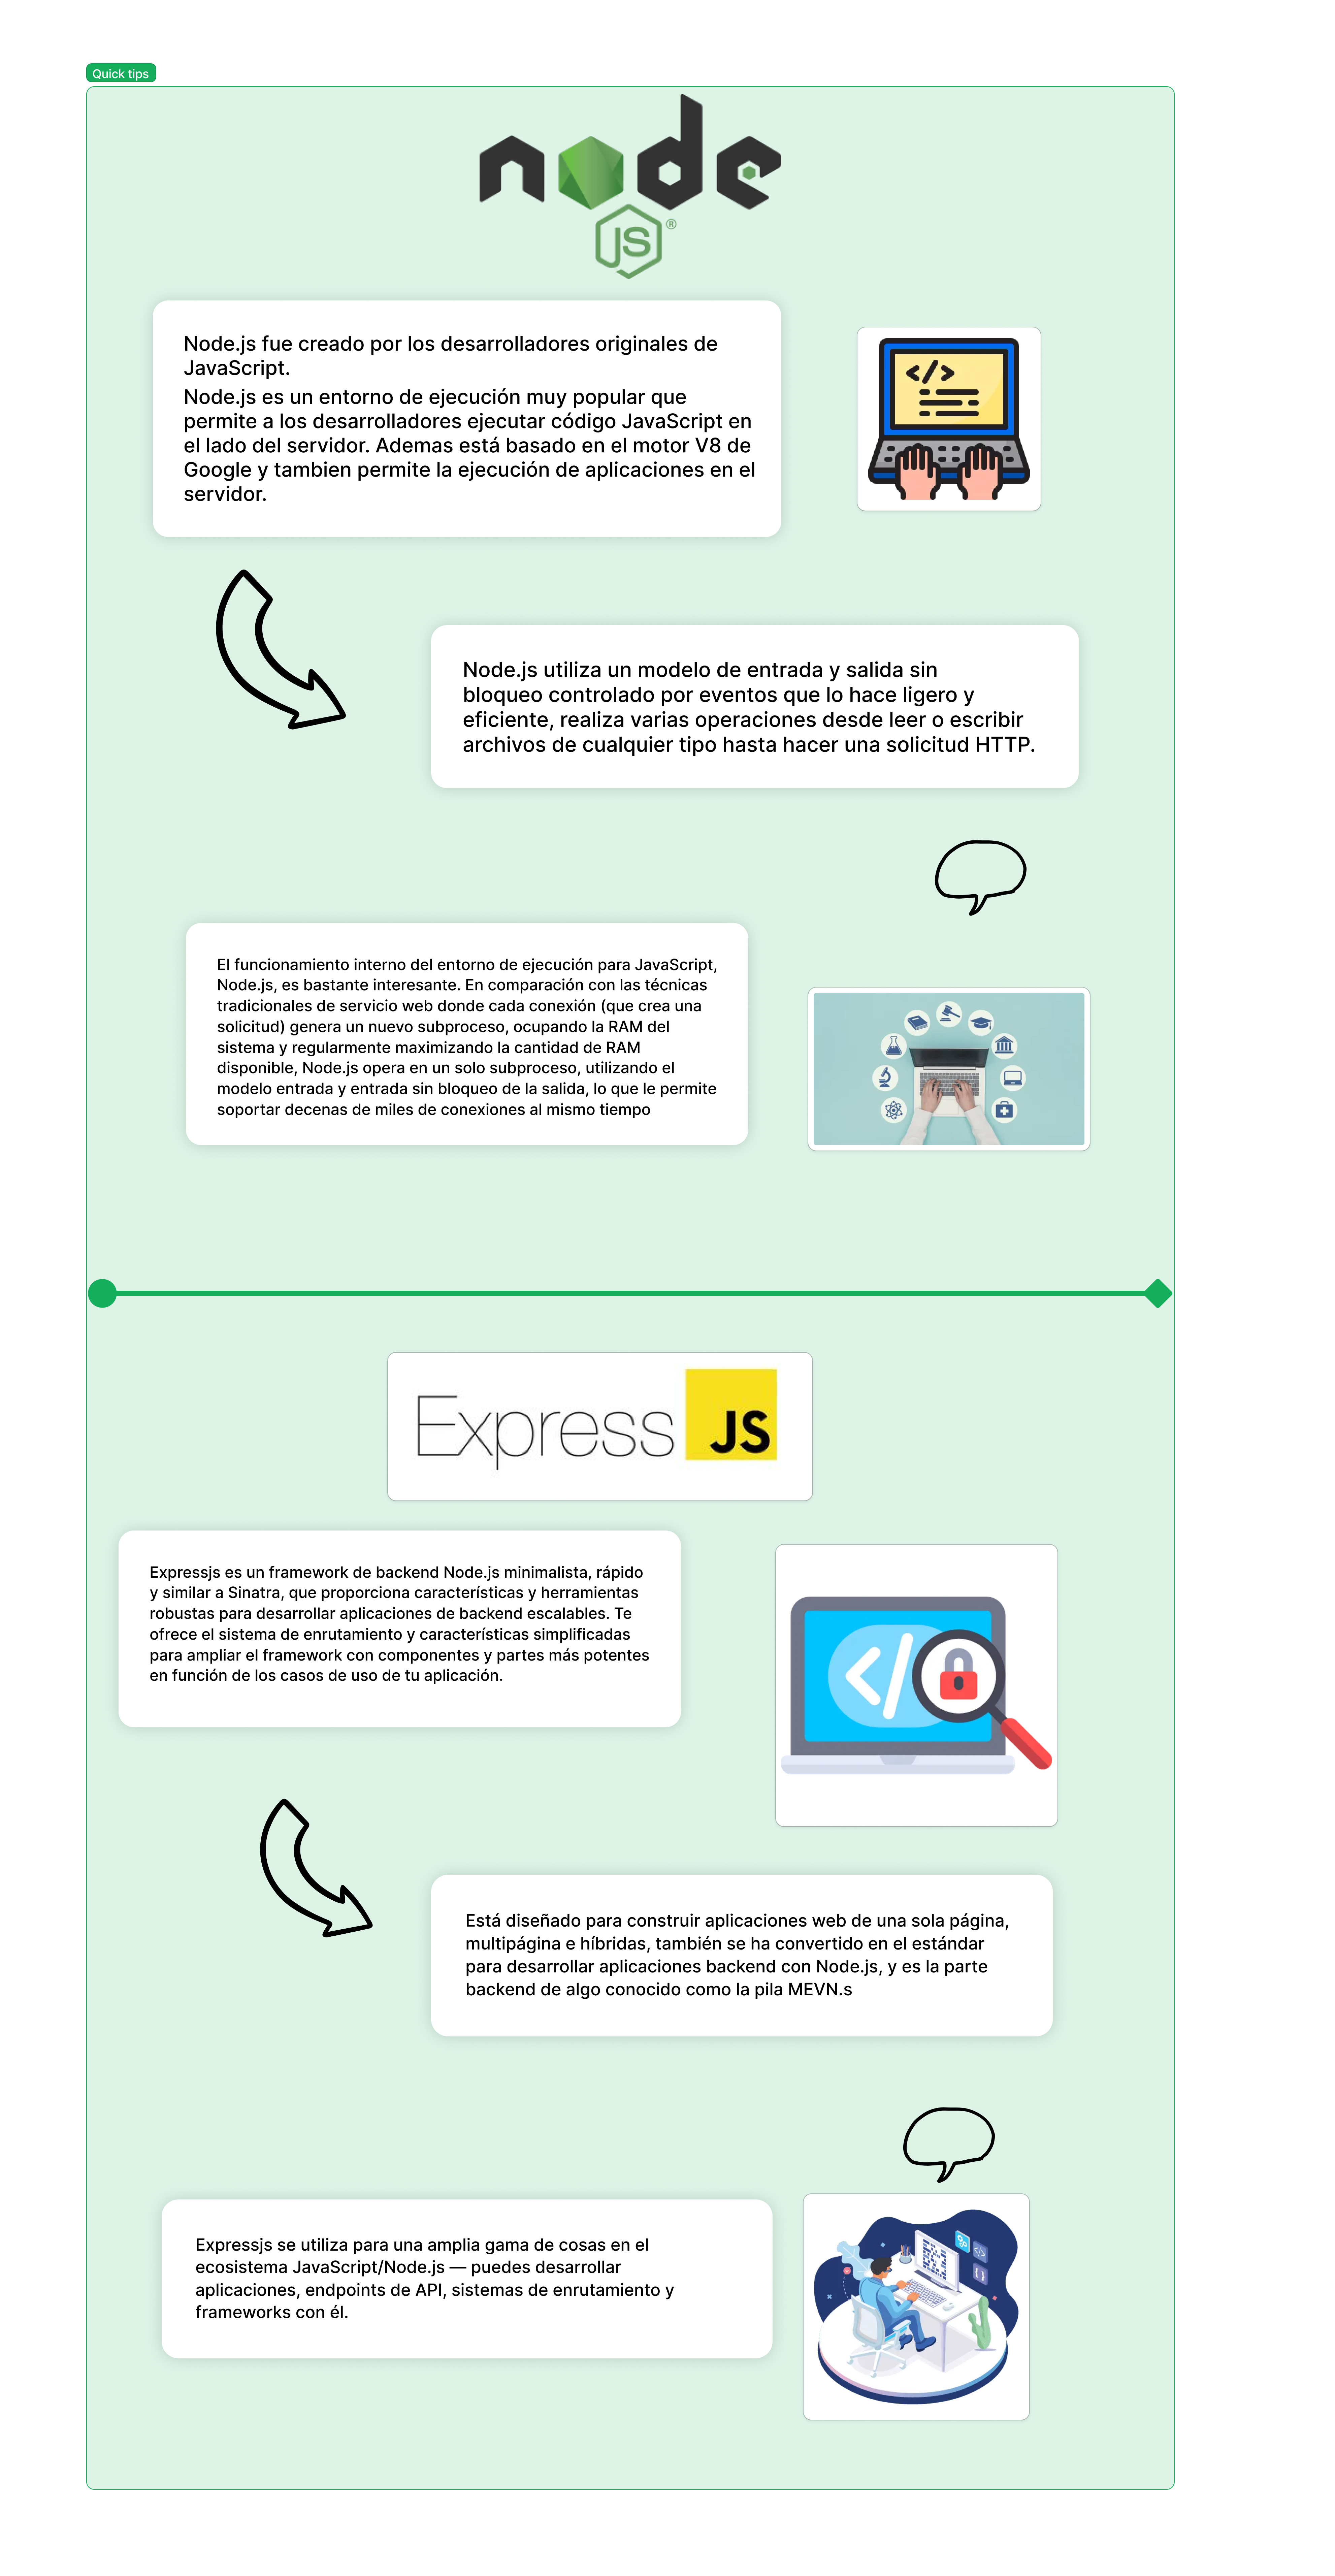 Quick tips
node
JS®
Node.js fue creado por los desarrolladores originales de
JavaScript.
Node.js es un entorno de ejecución muy popular que
permite a los desarrolladores ejecutar código JavaScript en
el lado del servidor. Ademas está basado en el motor V8 de
Google y tambien permite la ejecución de aplicaciones en el
servidor.
</>
Node.js utiliza un modelo de entrada y salida sin
bloqueo controlado por eventos que lo hace ligero y
eficiente, realiza varias operaciones desde leer o escribir
archivos de cualquier tipo hasta hacer una solicitud HTTP.
El funcionamiento interno del entorno de ejecución para JavaScript,
Node.js, es bastante interesante. En comparación con las técnicas
tradicionales de servicio web donde cada conexión (que crea una
solicitud) genera un nuevo subproceso, ocupando la RAM del
sistema y regularmente maximizando la cantidad de RAM
disponible, Node.js opera en un solo subproceso, utilizando el
modelo entrada y entrada sin bloqueo de la salida, lo que le permite
soportar decenas de miles de conexiones al mismo tiempo
Express JS
Expressjs es un framework de backend Node.js minimalista, rápido
y similar a Sinatra, que proporciona características y herramientas
robustas para desarrollar aplicaciones de backend escalables. Te
ofrece el sistema de enrutamiento y características simplificadas
para ampliar el framework con componentes y partes más potentes
en función de los casos de uso de tu aplicación.
</
Está diseñado para construir aplicaciones web de una sola página,
multipágina e híbridas, también se ha convertido en el estándar
para desarrollar aplicaciones backend con Node.js, y es la parte
backend de algo conocido como la pila MEVN.s
Expressjs se utiliza para una amplia gama de cosas en el
ecosistema JavaScript/Node.js — puedes desarrollar
aplicaciones, endpoints de API, sistemas de enrutamiento y
frameworks con él.